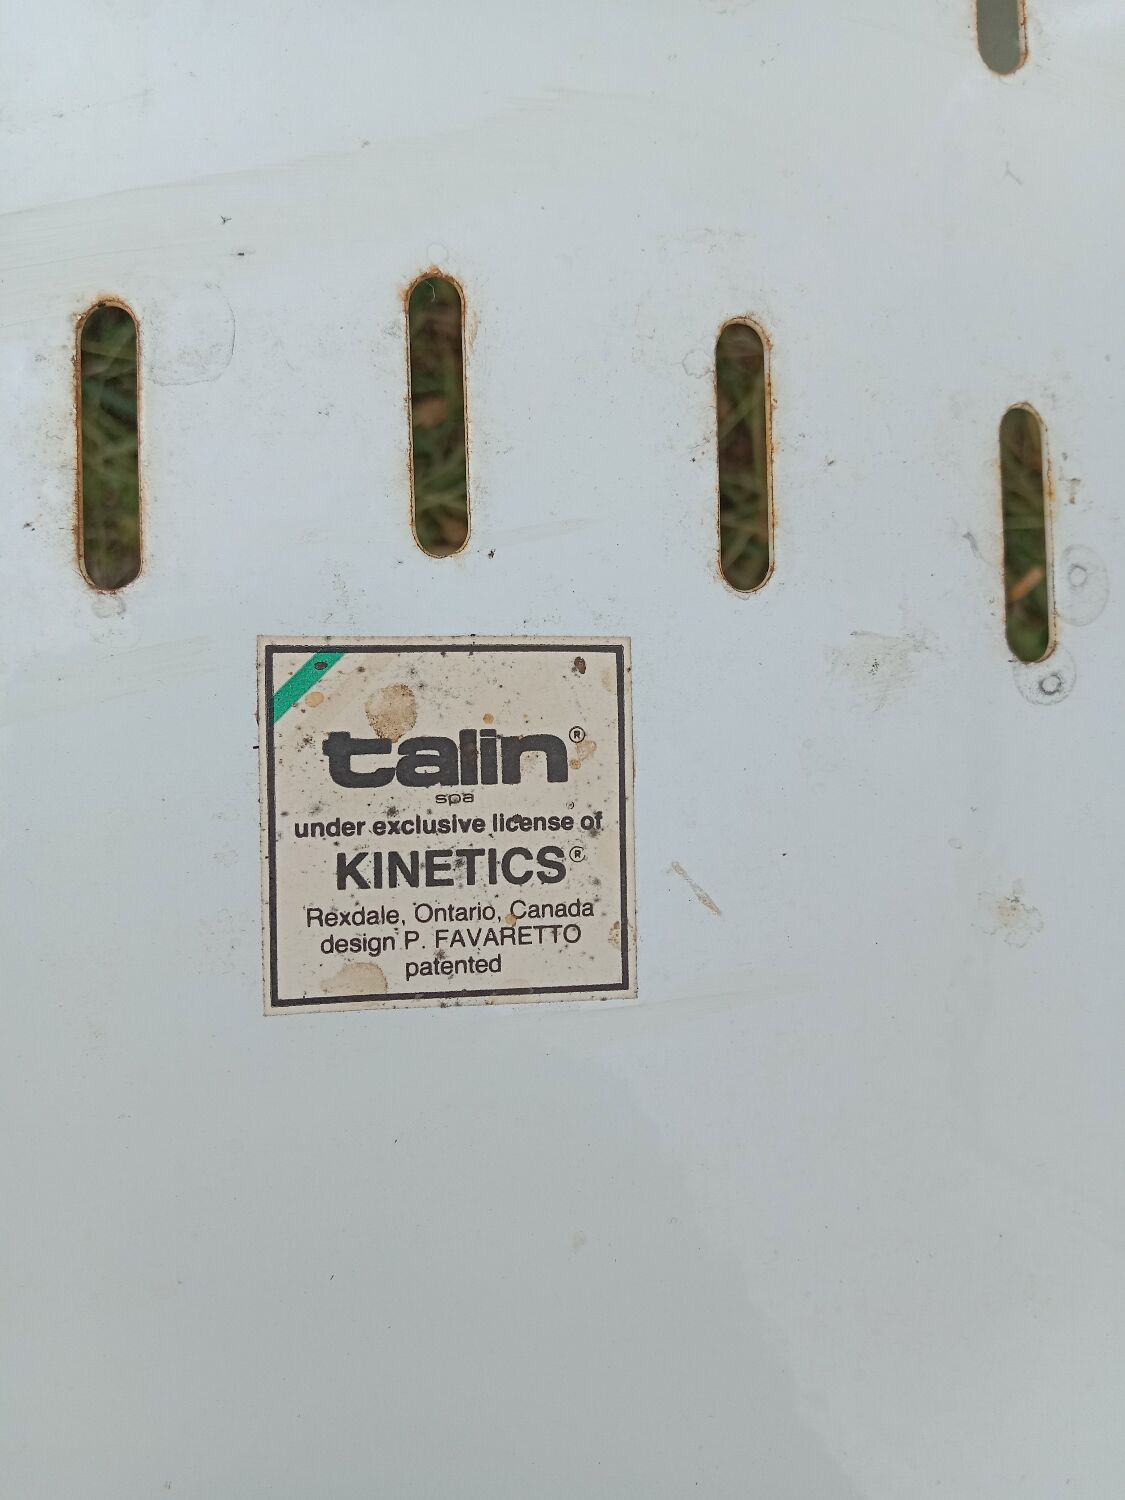 talin®
spa
under exclusive license of
KINETICS®
Rexdale, Ontario, Canada
design P. FAVARETTO
patented